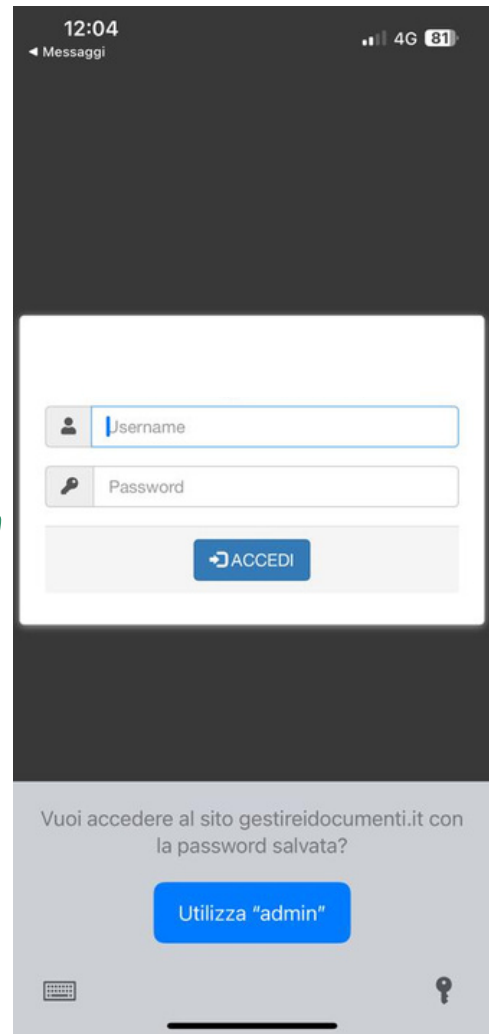 12:04
4G 81
◀ Messaggi
Username
Password
ACCEDI
Vuoi accedere al sito gestireidocumenti.it con
la password salvata?
Utilizza “admin”